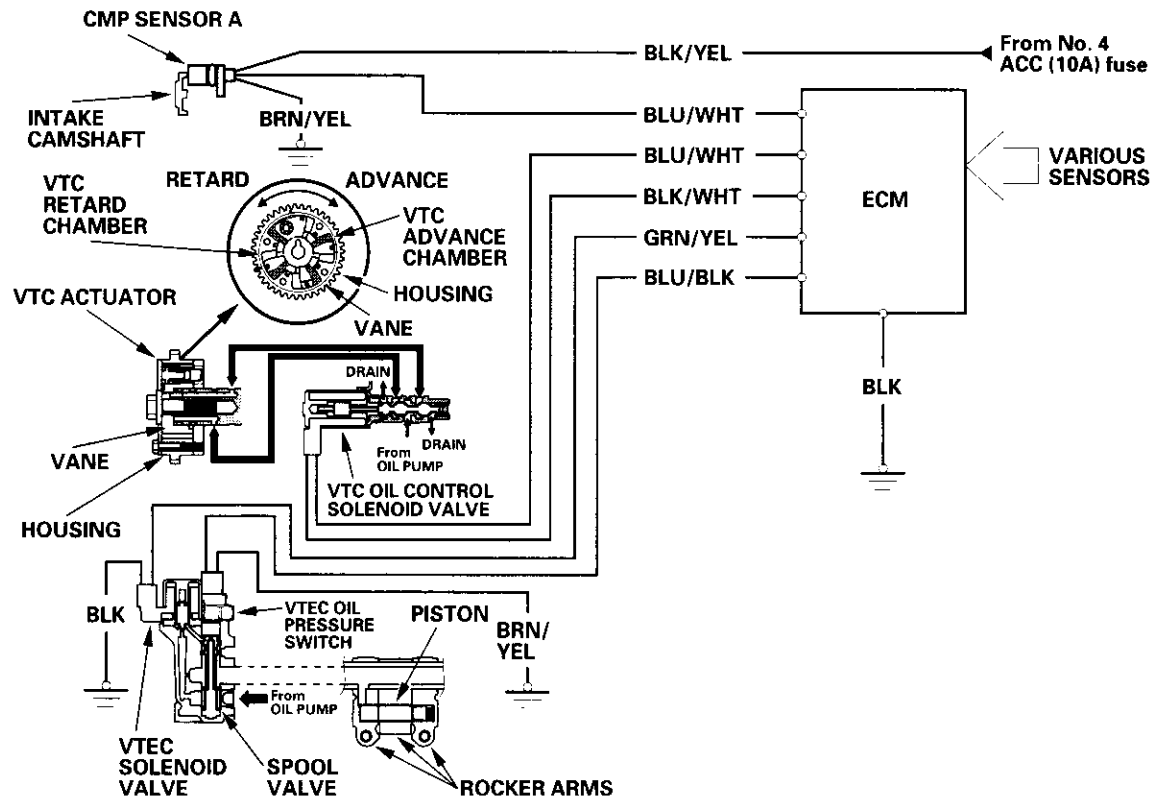 CMP SENSOR A
BLK/YEL
From No. 4
ACC (10A) fuse
INTAKE
CAMSHAFT
BRN/YEL
BLU/WHT
BLU/WHT
VARIOUS
SENSORS
RETARD
ADVANCE
VTC
RETARD
CHAMBER
BLK/WHT
ECM
VTC
ADVANCE
CHAMBER
GRN/YEL
BLU/BLK
HOUSING
VTC ACTUATOR
VANE
DRAIN
BLK
DRAIN
From
OIL PUMP
VANE
VTC OIL CONTROL
SOLENOID VALVE
HOUSING
BLK
VTEC OIL
PRESSURE
SWITCH
PISTON
BRN/
YEL
From
OIL PUMP
VTEC
SOLENOID
VALVE
SPOOL
VALVE
ROCKER ARMS